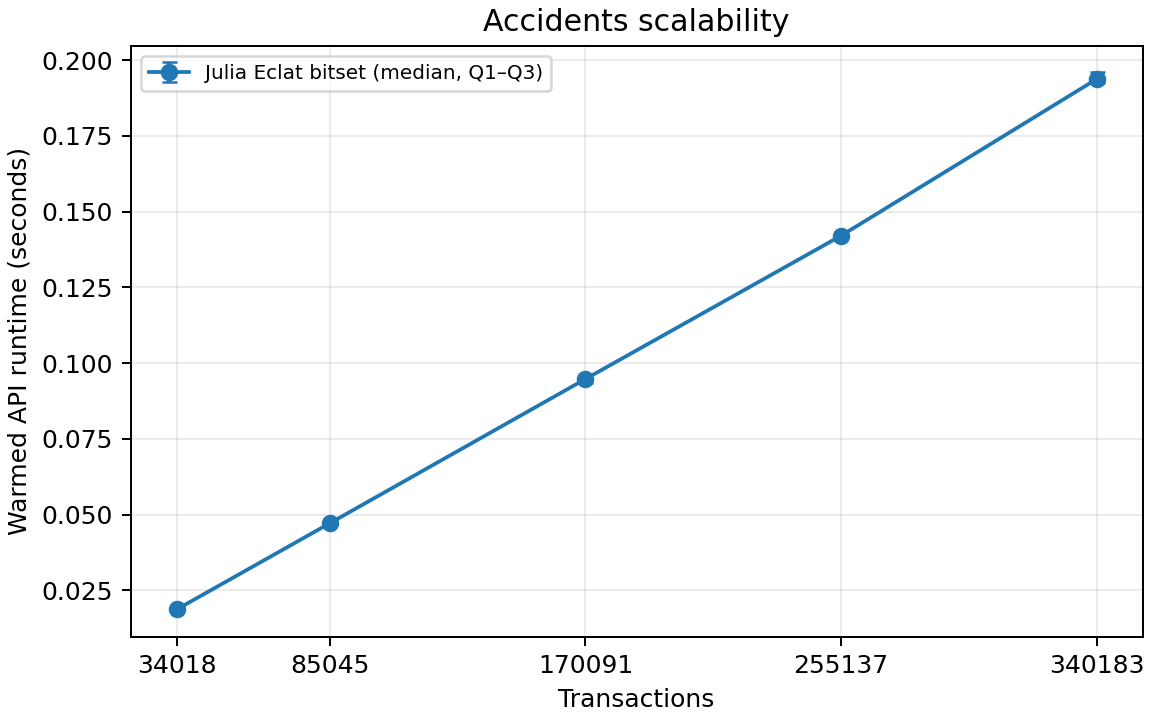 Accidents scalability
Julia Eclat bitset (median, Q1–Q3)
Warmed API runtime (seconds)
0.200
0.175
0.150
0.125
0.100
0.075
0.050
0.025
34018 85045 170091 255137 340183
Transactions